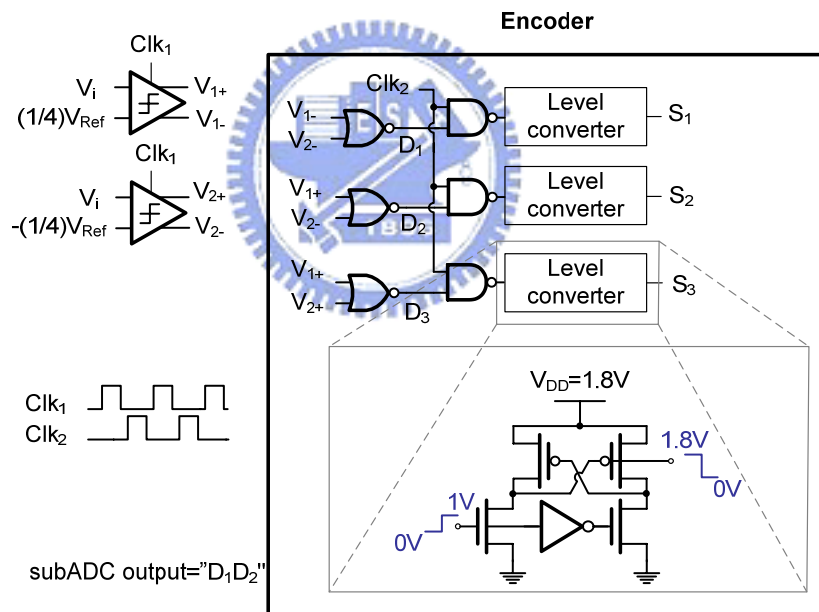 Encoder
Clk1
Vi
V1+
(1/4)VRef
V1-
Clk1
Vi
V2+
-(1/4)VRef
V2-
Clk2
V1-
V2-
D1
Level
converter
S1
V1+
V2-
D2
Level
converter
S2
V1+
V2+
D3
Level
converter
S3
Clk1
Clk2
VDD=1.8V
1.8V
0V
1V
0V
subADC output="D1D2"